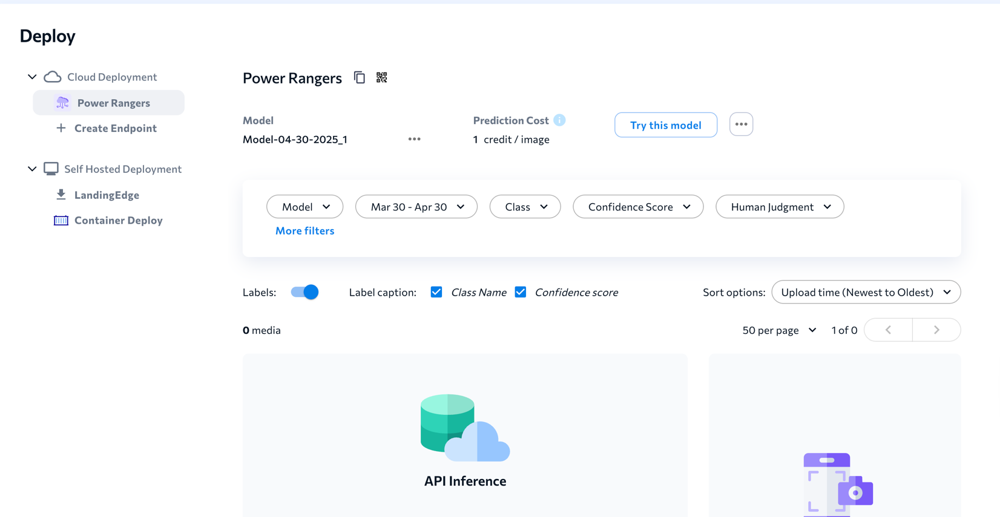 Deploy
Cloud Deployment
Power Rangers
Create Endpoint
Self Hosted Deployment
LandingEdge
Container Deploy
Power Rangers
Model
Model-04-30-2025_1
Prediction Cost
1 credit / image
Try this model
Model
Mar 30 - Apr 30
Class
Confidence Score
Human Judgment
More filters
Labels:
Label caption:
Class Name
Confidence score
Sort options:
Upload time (Newest to Oldest)
0 media
50 per page
1 of 0
API Inference